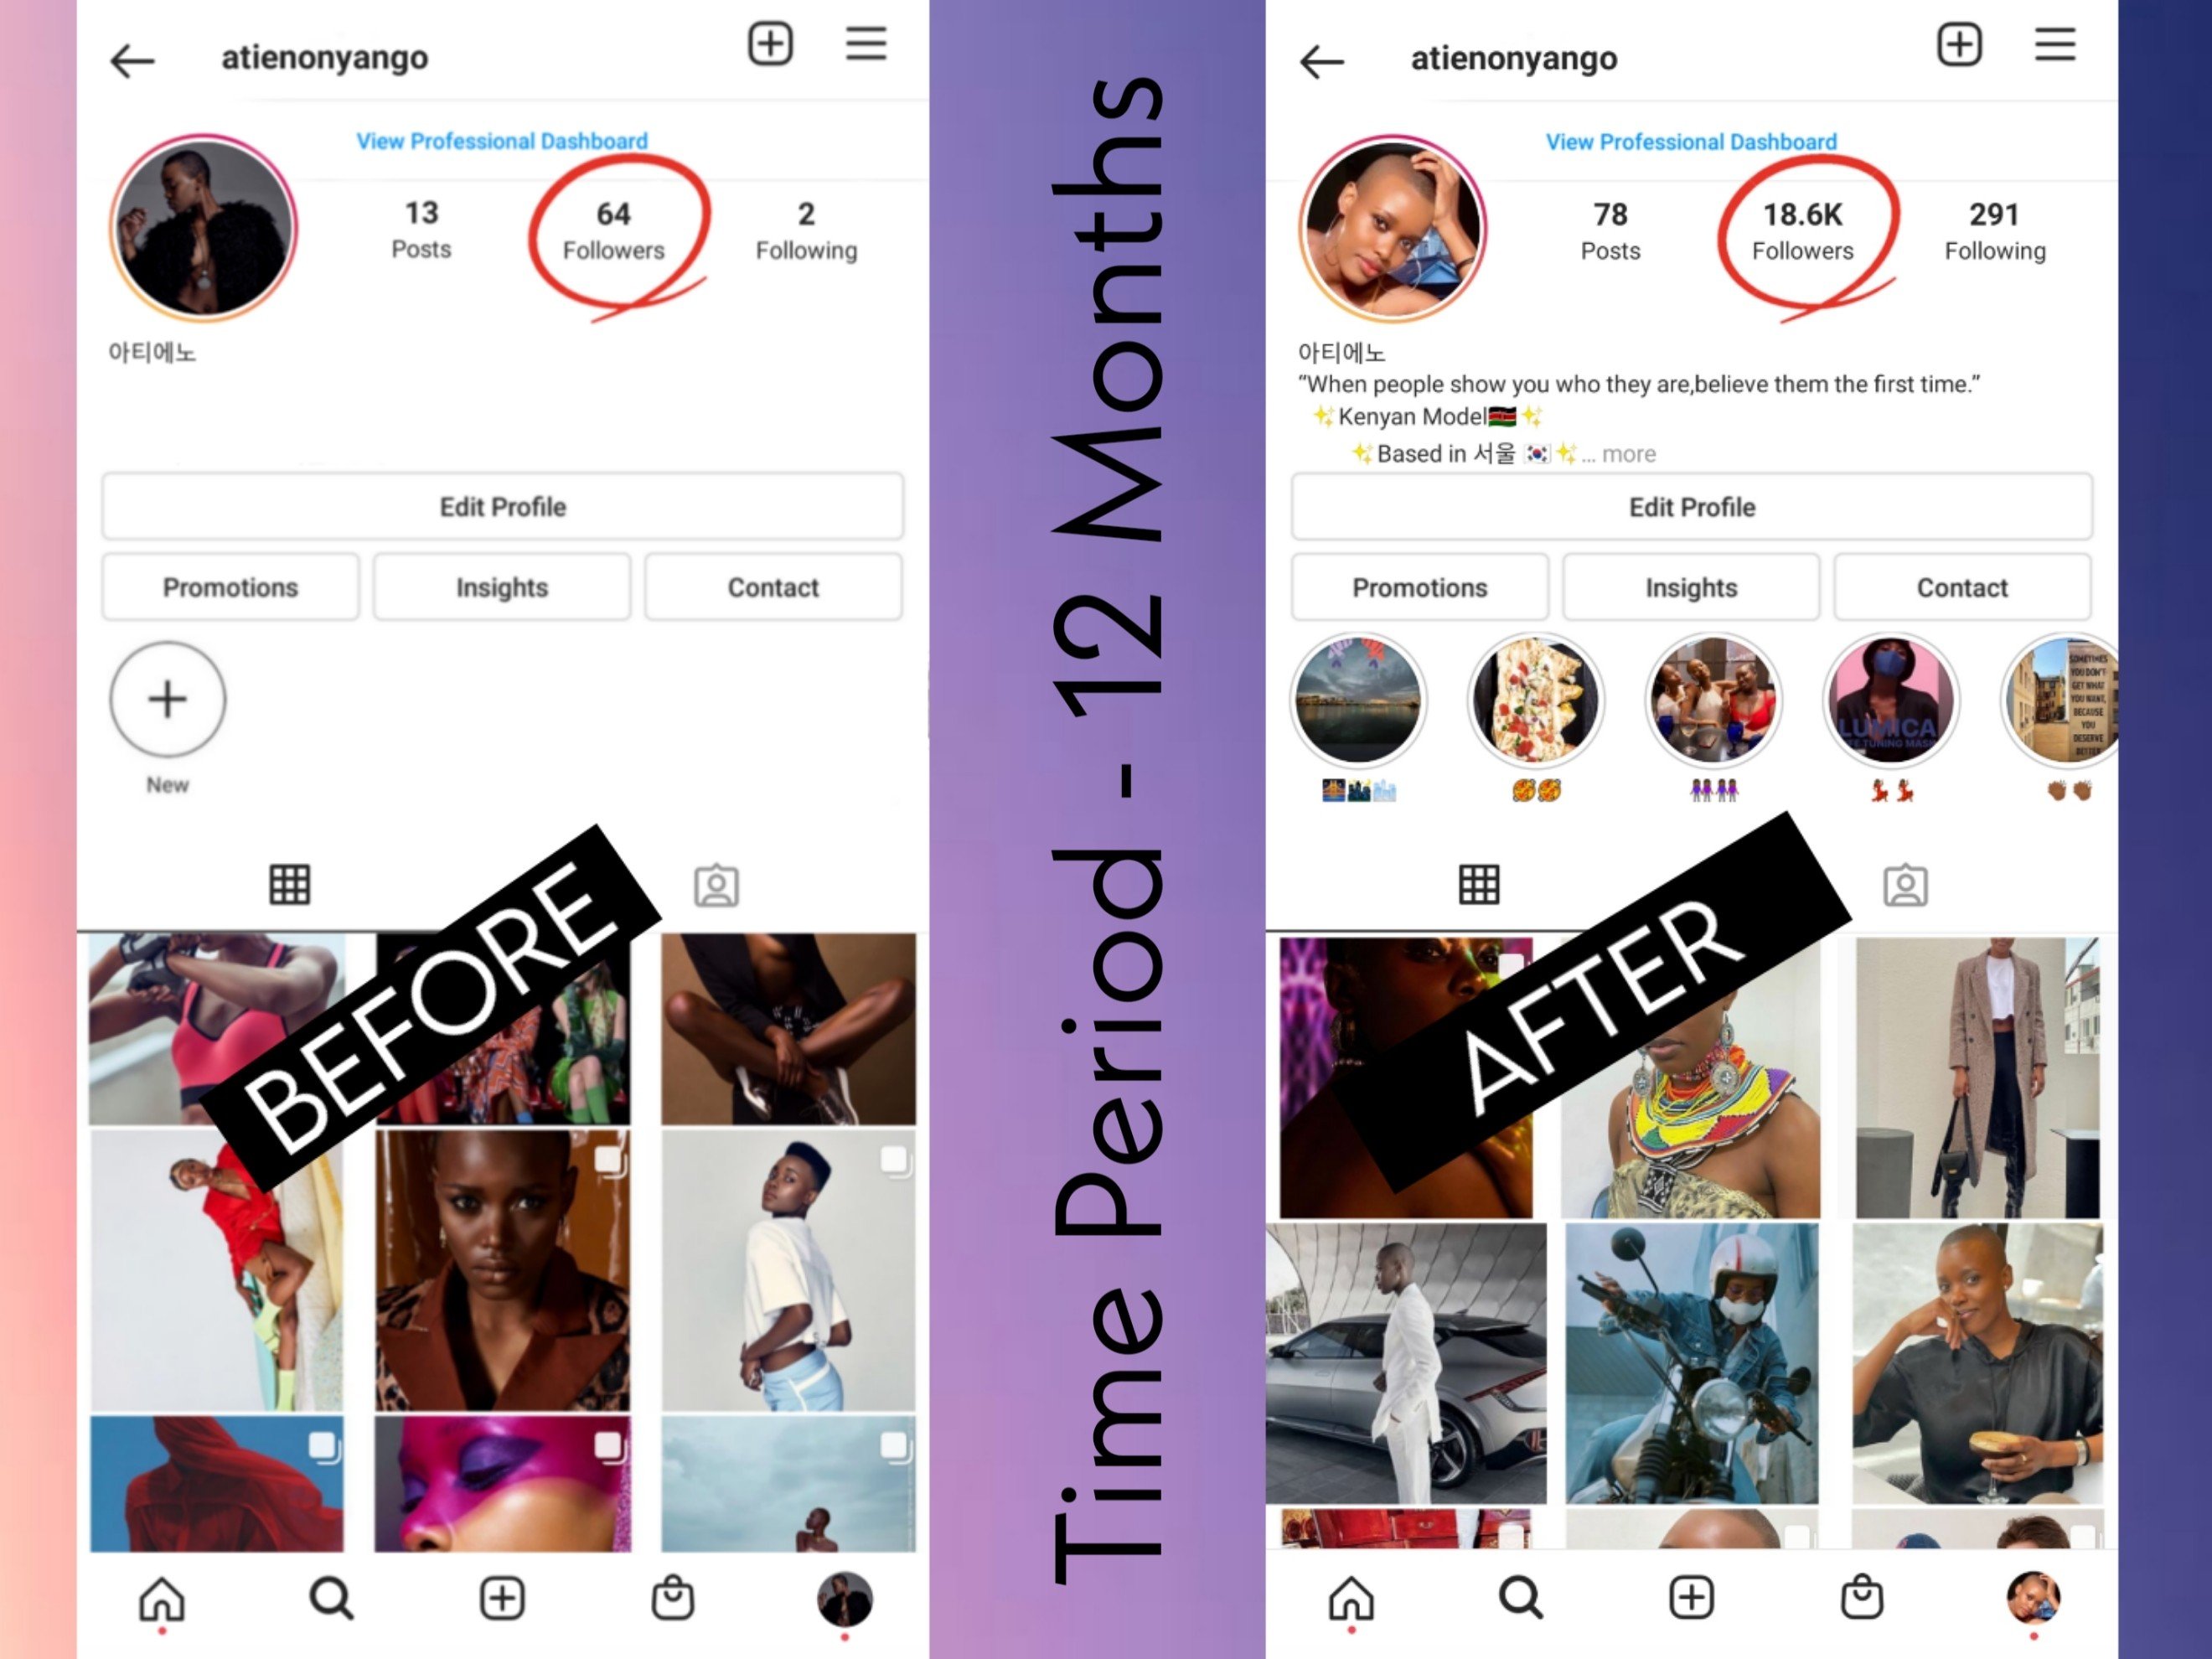 atienonyango
View Professional Dashboard
13
Posts
64
Followers
2
Following
아티에노
Edit Profile
Promotions
Insights
Contact
New
BEFORE
Time Period - 12 Months
atienonyango
View Professional Dashboard
78
Posts
18.6K
Followers
291
Following
아티에노
“When people show you who they are,believe them the first time.”
✨Kenyan Model🇰🇪✨
✨Based in 서울 🇰🇷✨... more
Edit Profile
Promotions
Insights
Contact
LUMICA
TUNING MASK
SOMETIMES
YOU DON'T
GET WHAT
YOU WANT,
BECAUSE
YOU
DESERVE
BETTER
AFTER